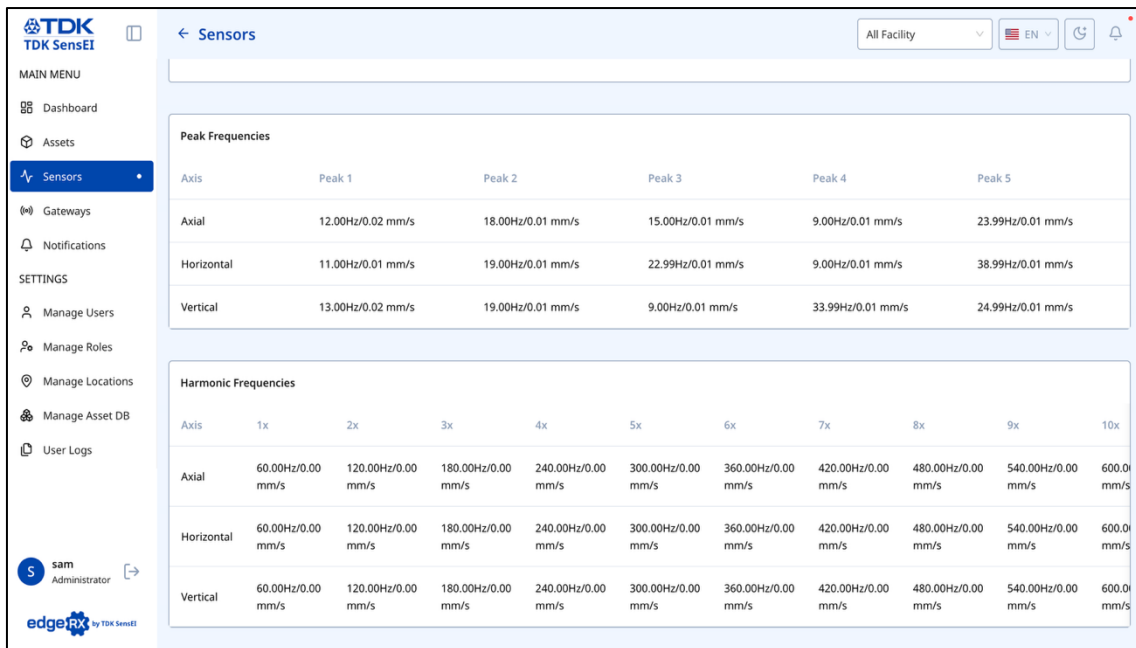 TDK
TDK SensEI
← Sensors
All Facility
EN
MAIN MENU
Dashboard
Assets
Sensors
Gateways
Notifications
SETTINGS
Manage Users
Manage Roles
Manage Locations
Manage Asset DB
User Logs
S
sam
Administrator
edgeRX by TDK SensEI
Peak Frequencies
Axis Peak 1 Peak 2 Peak 3 Peak 4 Peak 5
Axial 12.00Hz/0.02 mm/s 18.00Hz/0.01 mm/s 15.00Hz/0.01 mm/s 9.00Hz/0.01 mm/s 23.99Hz/0.01 mm/s
Horizontal 11.00Hz/0.01 mm/s 19.00Hz/0.01 mm/s 22.99Hz/0.01 mm/s 9.00Hz/0.01 mm/s 38.99Hz/0.01 mm/s
Vertical 13.00Hz/0.02 mm/s 19.00Hz/0.01 mm/s 9.00Hz/0.01 mm/s 33.99Hz/0.01 mm/s 24.99Hz/0.01 mm/s
Harmonic Frequencies
Axis 1x 2x 3x 4x 5x 6x 7x 8x 9x 10x
Axial 60.00Hz/0.00 mm/s 120.00Hz/0.00 mm/s 180.00Hz/0.00 mm/s 240.00Hz/0.00 mm/s 300.00Hz/0.00 mm/s 360.00Hz/0.00 mm/s 420.00Hz/0.00 mm/s 480.00Hz/0.00 mm/s 540.00Hz/0.00 mm/s 600.0 mm/s
Horizontal 60.00Hz/0.00 mm/s 120.00Hz/0.00 mm/s 180.00Hz/0.00 mm/s 240.00Hz/0.00 mm/s 300.00Hz/0.00 mm/s 360.00Hz/0.00 mm/s 420.00Hz/0.00 mm/s 480.00Hz/0.00 mm/s 540.00Hz/0.00 mm/s 600.0 mm/s
Vertical 60.00Hz/0.00 mm/s 120.00Hz/0.00 mm/s 180.00Hz/0.00 mm/s 240.00Hz/0.00 mm/s 300.00Hz/0.00 mm/s 360.00Hz/0.00 mm/s 420.00Hz/0.00 mm/s 480.00Hz/0.00 mm/s 540.00Hz/0.00 mm/s 600.0 mm/s